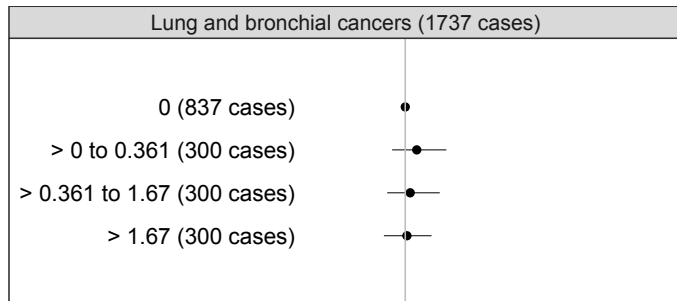 Lung and bronchial cancers (1737 cases)
0 (837 cases)
> 0 to 0.361 (300 cases)
> 0.361 to 1.67 (300 cases)
> 1.67 (300 cases)